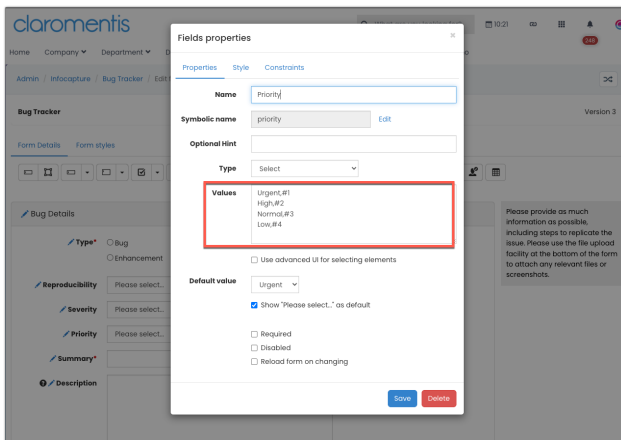 claromentis
10:21
249
Home Company Department
Admin / Infocapture / Bug Tracker / Edit
Bug Tracker
Version 3
Form Details Form styles
Bug Details
Type*
Bug
Enhancement
Reproducibility Please select...
Severity Please select...
Priority Please select...
Summary*
Description
Fields properties ×
Properties Style Constraints
Name Priority
Symbolic name priority Edit
Optional Hint
Type Select
Values Urgent,#1
High,#2
Normal,#3
Low,#4
Use advanced UI for selecting elements
Default value Urgent
Show "Please select..." as default
Required
Disabled
Reload form on changing
Save Delete
Please provide as much
information as possible,
including steps to replicate the
issue. Please use the file upload
facility at the bottom of the form
to attach any relevant files or
screenshots.